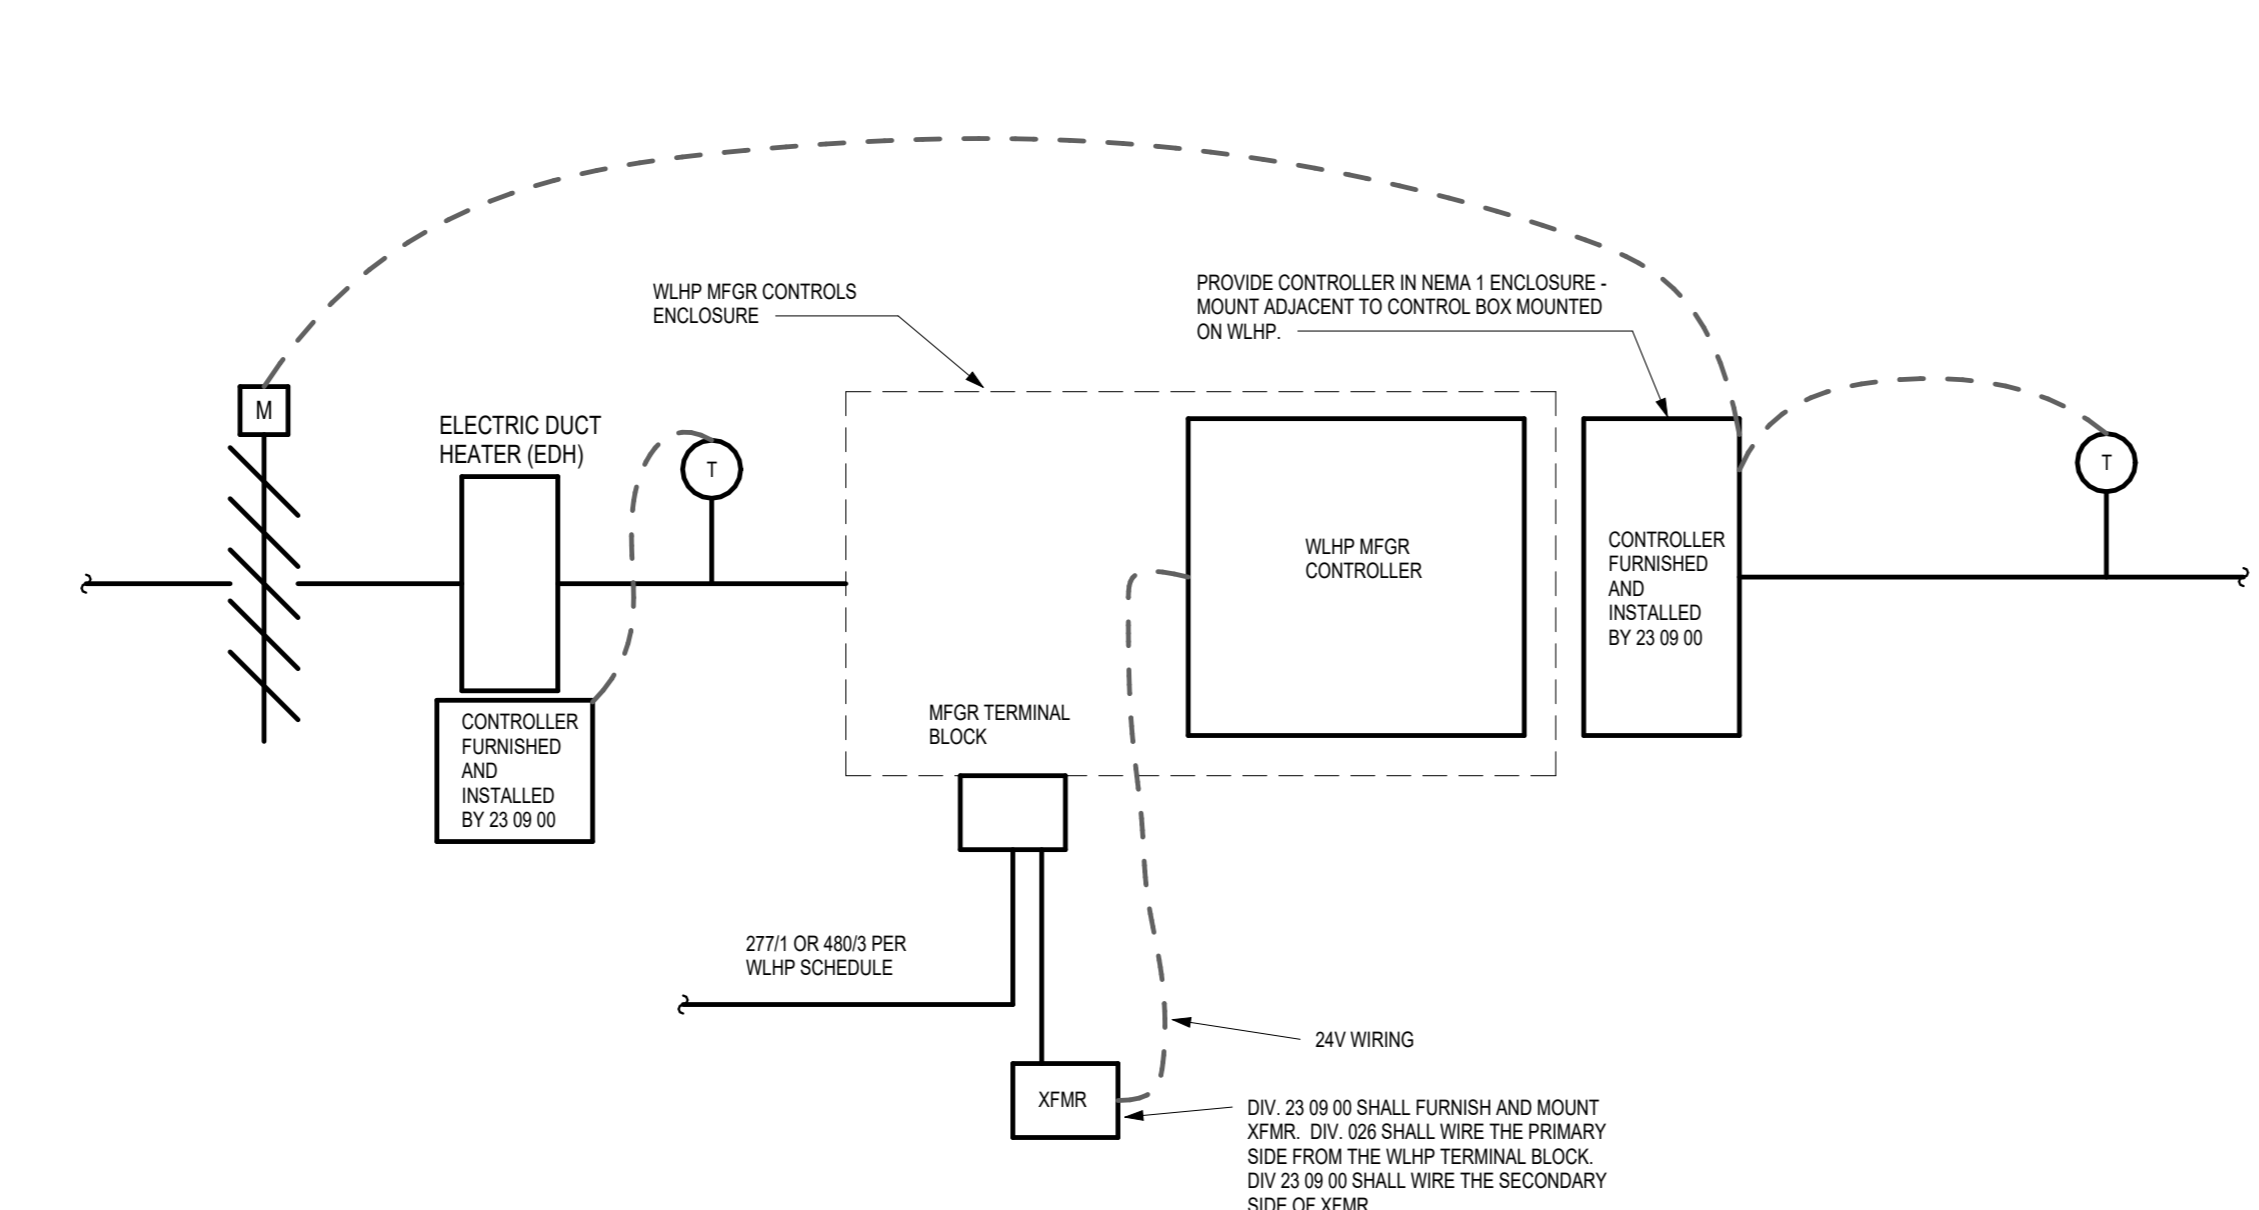 WLHP MFGR CONTROLS
ENCLOSURE
PROVIDE CONTROLLER IN NEMA 1 ENCLOSURE -
MOUNT ADJACENT TO CONTROL BOX MOUNTED
ON WLHP.
M
ELECTRIC DUCT
HEATER (EDH)
T
T
WLHP MFGR
CONTROLLER
CONTROLLER
FURNISHED
AND
INSTALLED
BY 23 09 00
CONTROLLER
FURNISHED
AND
INSTALLED
BY 23 09 00
MFGR TERMINAL
BLOCK
277/1 OR 480/3 PER
WLHP SCHEDULE
24V WIRING
XFMR
DIV. 23 09 00 SHALL FURNISH AND MOUNT
XFMR. DIV. 026 SHALL WIRE THE PRIMARY
SIDE FROM THE WLHP TERMINAL BLOCK.
DIV 23 09 00 SHALL WIRE THE SECONDARY
SIDE OF XFMR